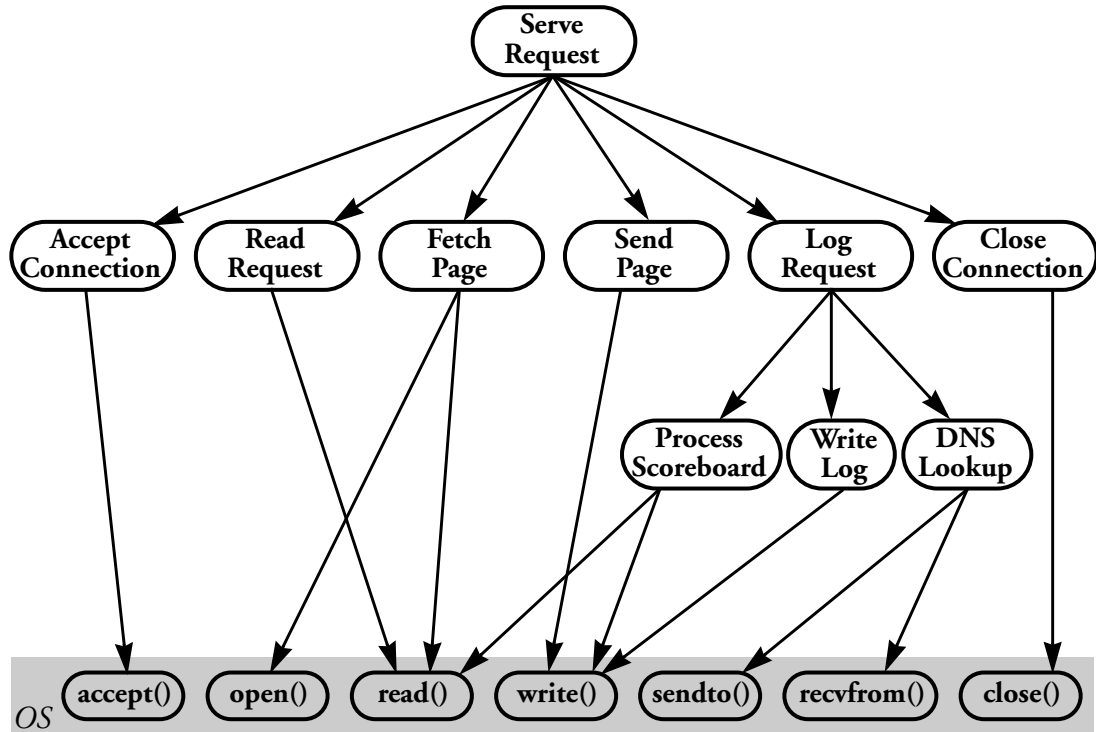 Serve
Request
Accept
Connection
Read
Request
Fetch
Page
Send
Page
Log
Request
Close
Connection
Process
Scoreboard
Write
Log
DNS
Lookup
accept()
open()
read()
write()
sendto()
recvfrom()
close()
OS